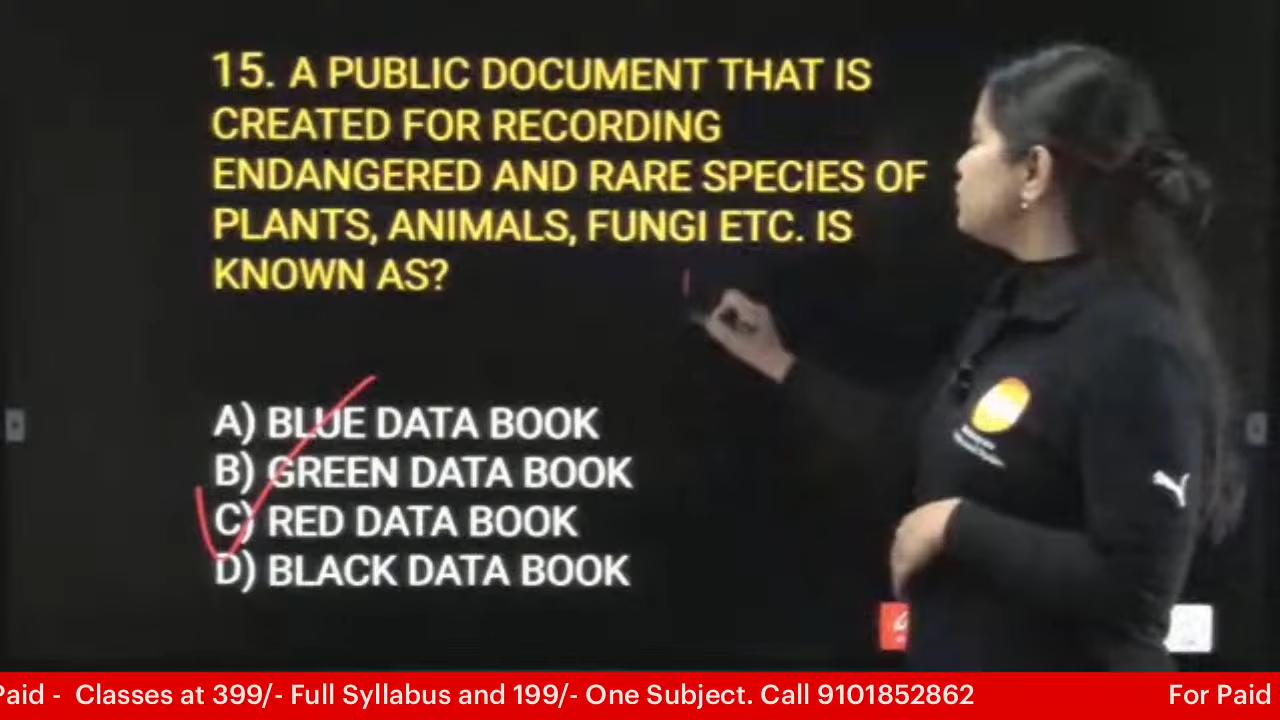 15. A PUBLIC DOCUMENT THAT IS
CREATED FOR RECORDING
ENDANGERED AND RARE SPECIES OF
PLANTS, ANIMALS, FUNGI ETC. IS
KNOWN AS?
A) BLUE DATA BOOK
B) GREEN DATA BOOK
C) RED DATA BOOK
D) BLACK DATA BOOK
Paid - Classes at 399/- Full Syllabus and 199/- One Subject. Call 9101852862
For Paid